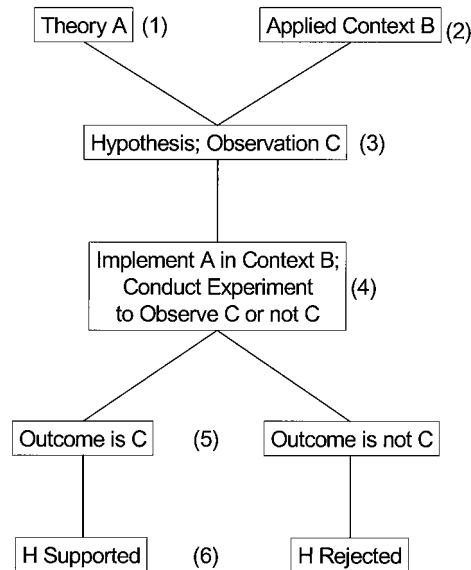 Theory A (1)
Applied Context B (2)
Hypothesis; Observation C (3)
Implement A in Context B;
Conduct Experiment (4)
to Observe C or not C
Outcome is C (5) Outcome is not C
H Supported (6) H Rejected